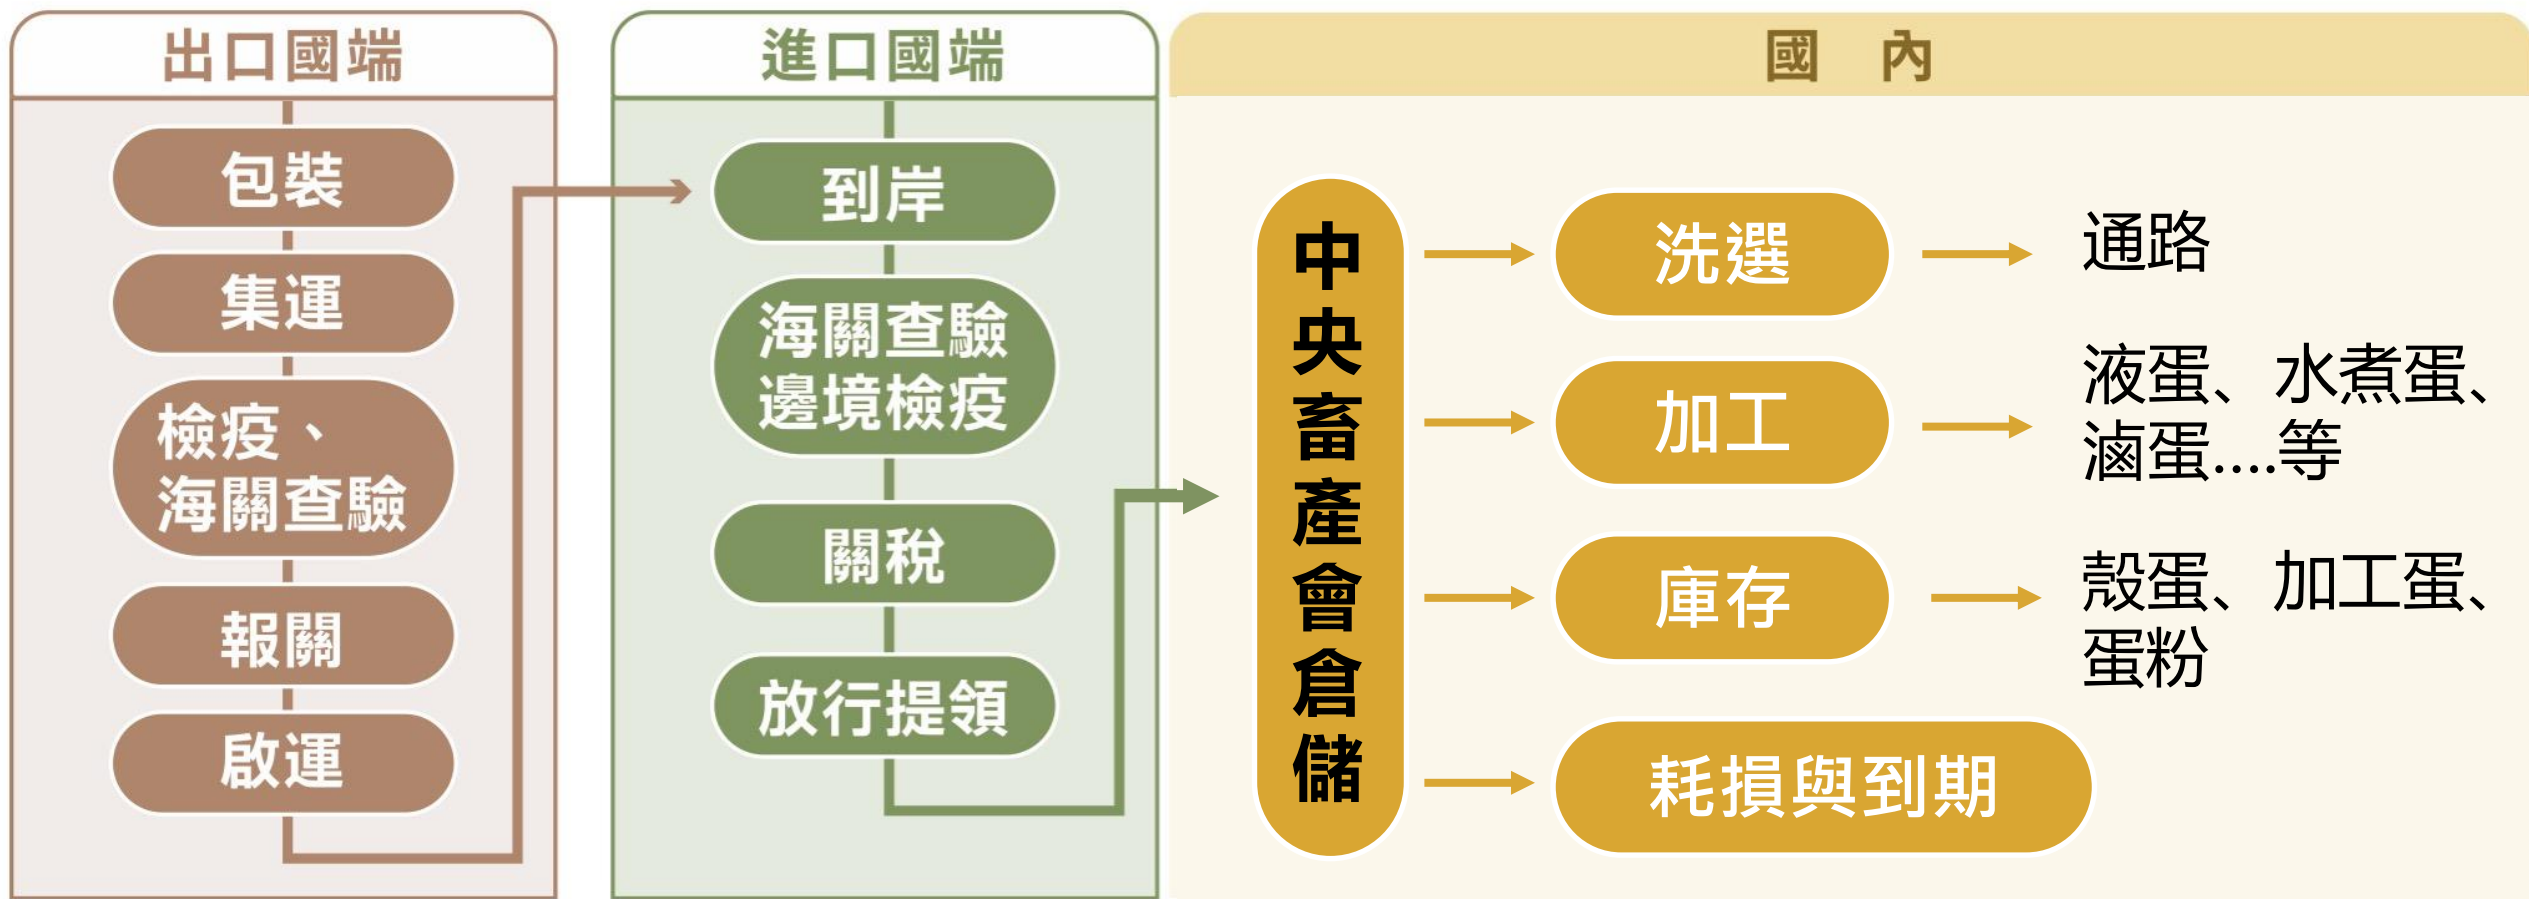 出口國端
包裝
集運
檢疫、
海關查驗
報關
啟運
進口國端
到岸
海關查驗
邊境檢疫
關稅
放行提領
國 內
中央畜產會倉儲
洗選
通路
加工
液蛋、水煮蛋、
滷蛋....等
庫存
殼蛋、加工蛋、
蛋粉
耗損與到期